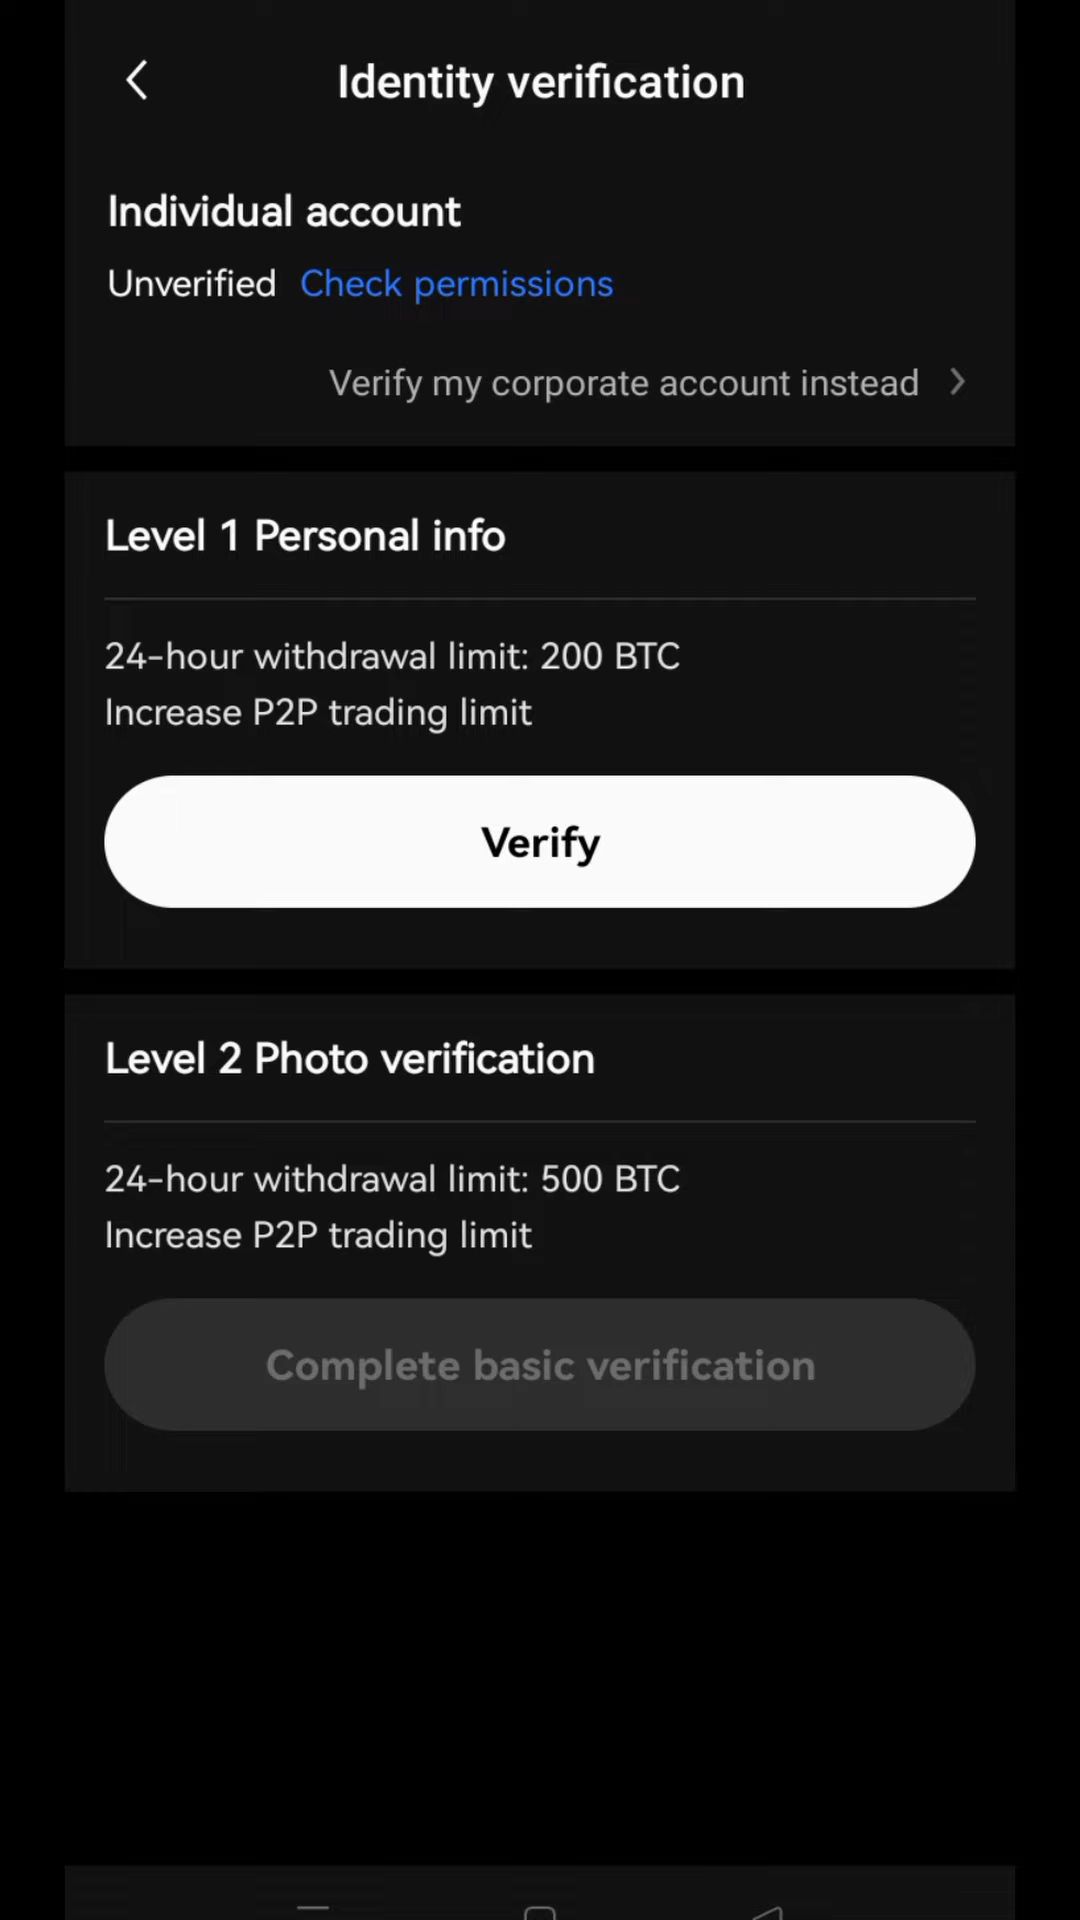 Identity verification
Individual account
Unverified Check permissions
Verify my corporate account instead
Level 1 Personal info
24-hour withdrawal limit: 200 BTC
Increase P2P trading limit
Verify
Level 2 Photo verification
24-hour withdrawal limit: 500 BTC
Increase P2P trading limit
Complete basic verification